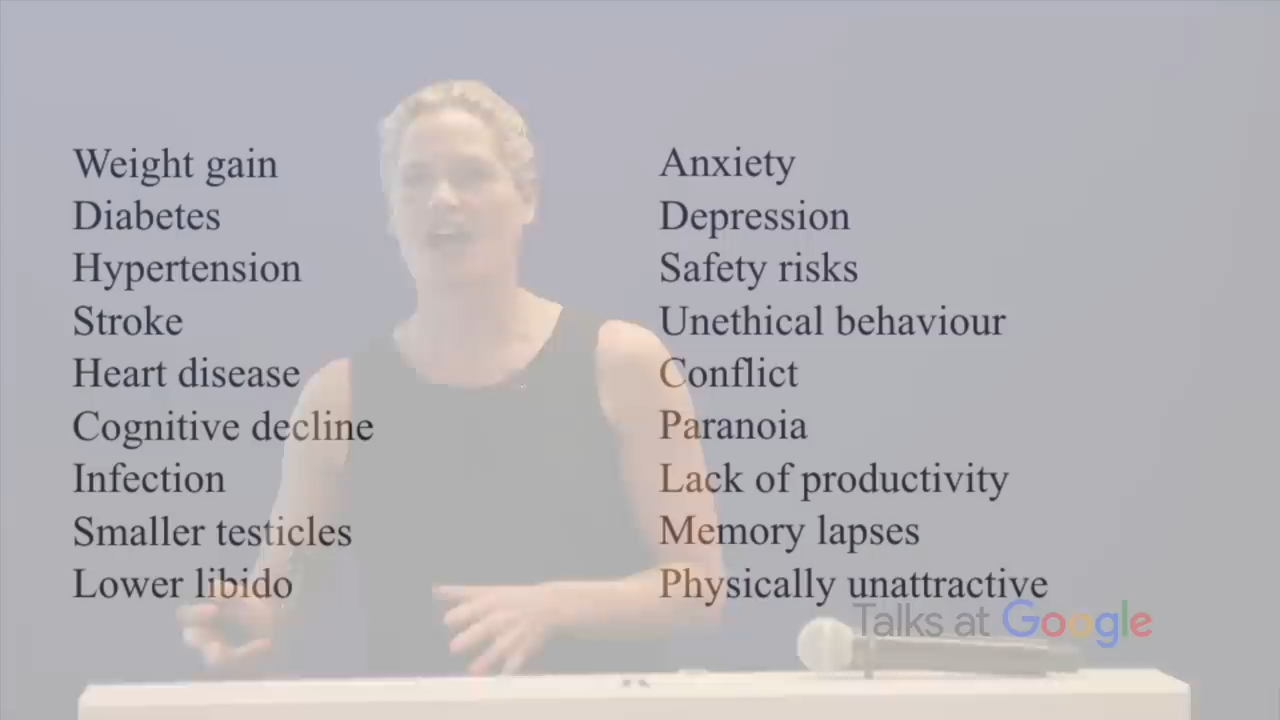 Weight gain
Diabetes
Hypertension
Stroke
Heart disease
Cognitive decline
Infection
Smaller testicles
Lower libido
Anxiety
Depression
Safety risks
Unethical behaviour
Conflict
Paranoia
Lack of productivity
Memory lapses
Physically unattractive
Talks at Google